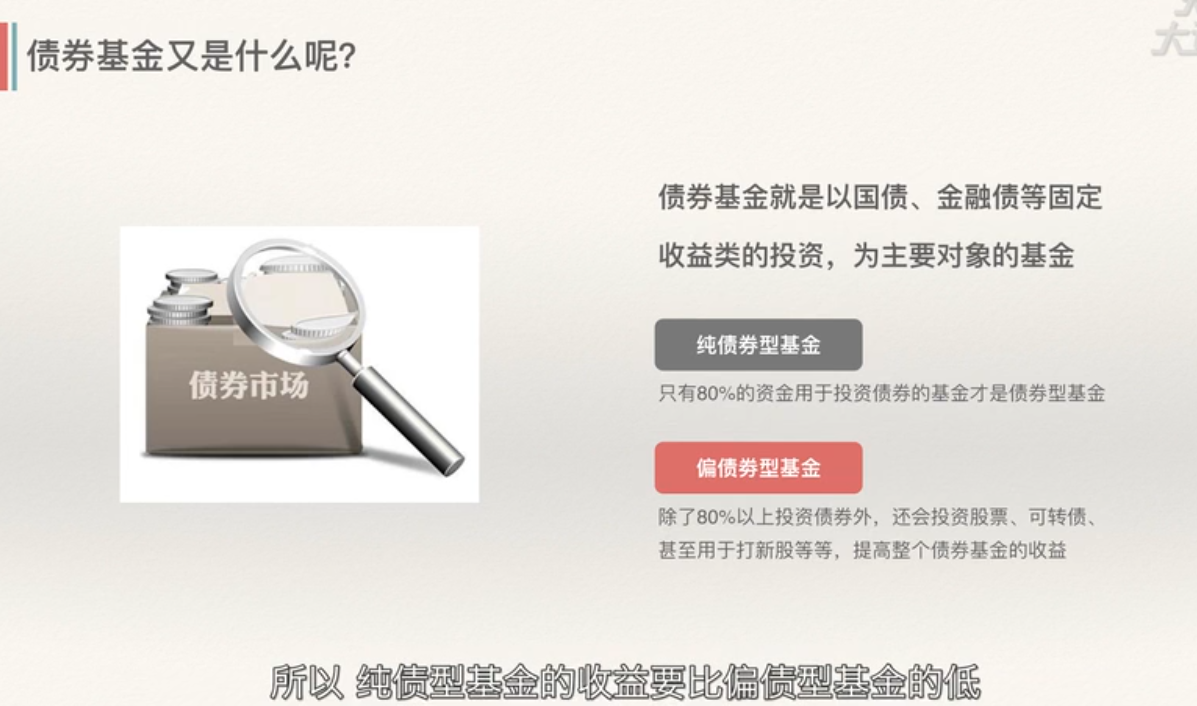 债券基金又是什么呢?
债券基金就是以国债、金融债等固定
收益类的投资，为主要对象的基金
债券市场
纯债券型基金
只有80%的资金用于投资债券的基金才是债券型基金
偏债券型基金
除了80%以上投资债券外，还会投资股票、可转债、
甚至用于打新股等等，提高整个债券基金的收益
所以 纯债型基金的收益要比偏债型基金的低